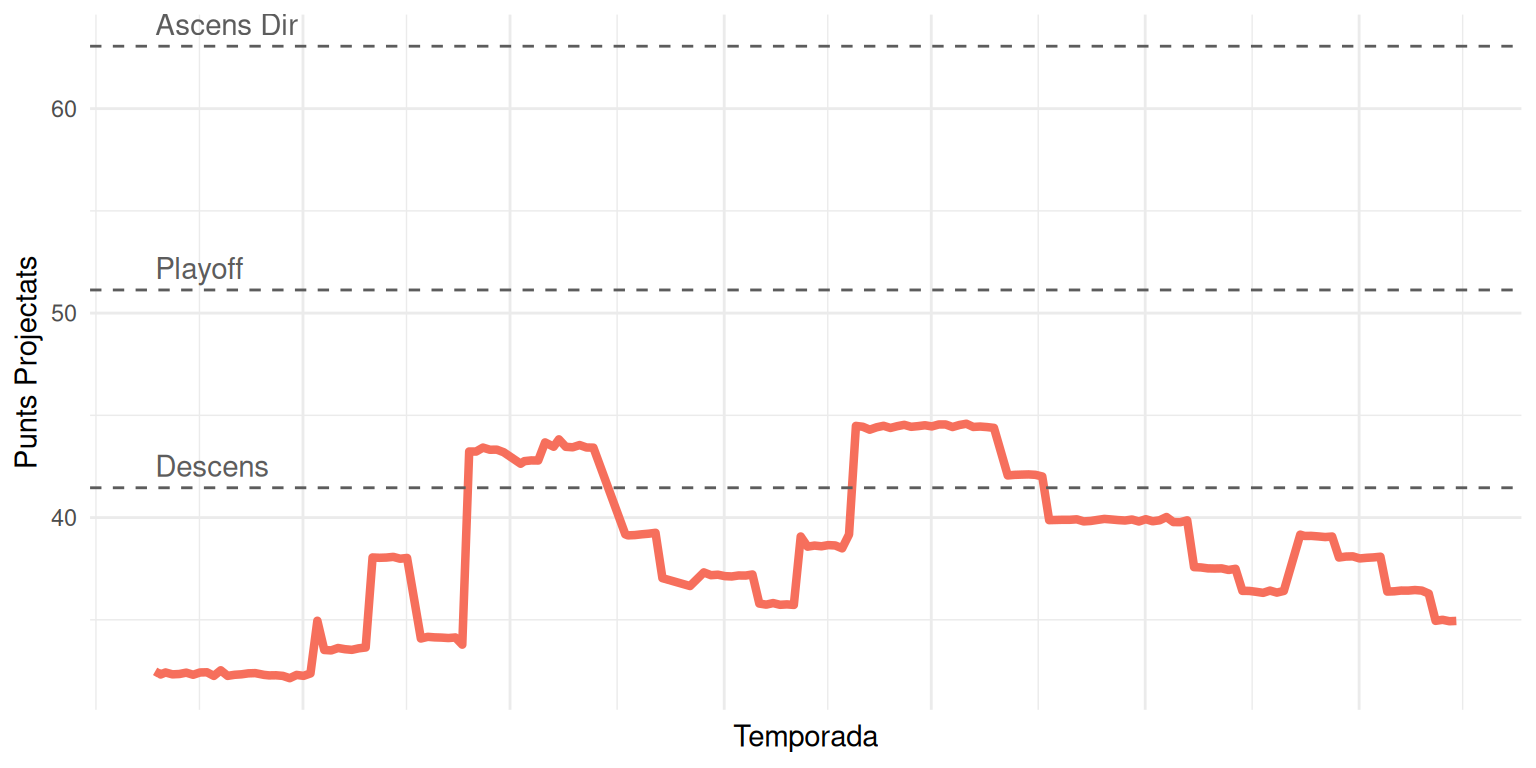 Ascens Dir
60
Playoff
50
Descens
40
Punts Projectats
Temporada